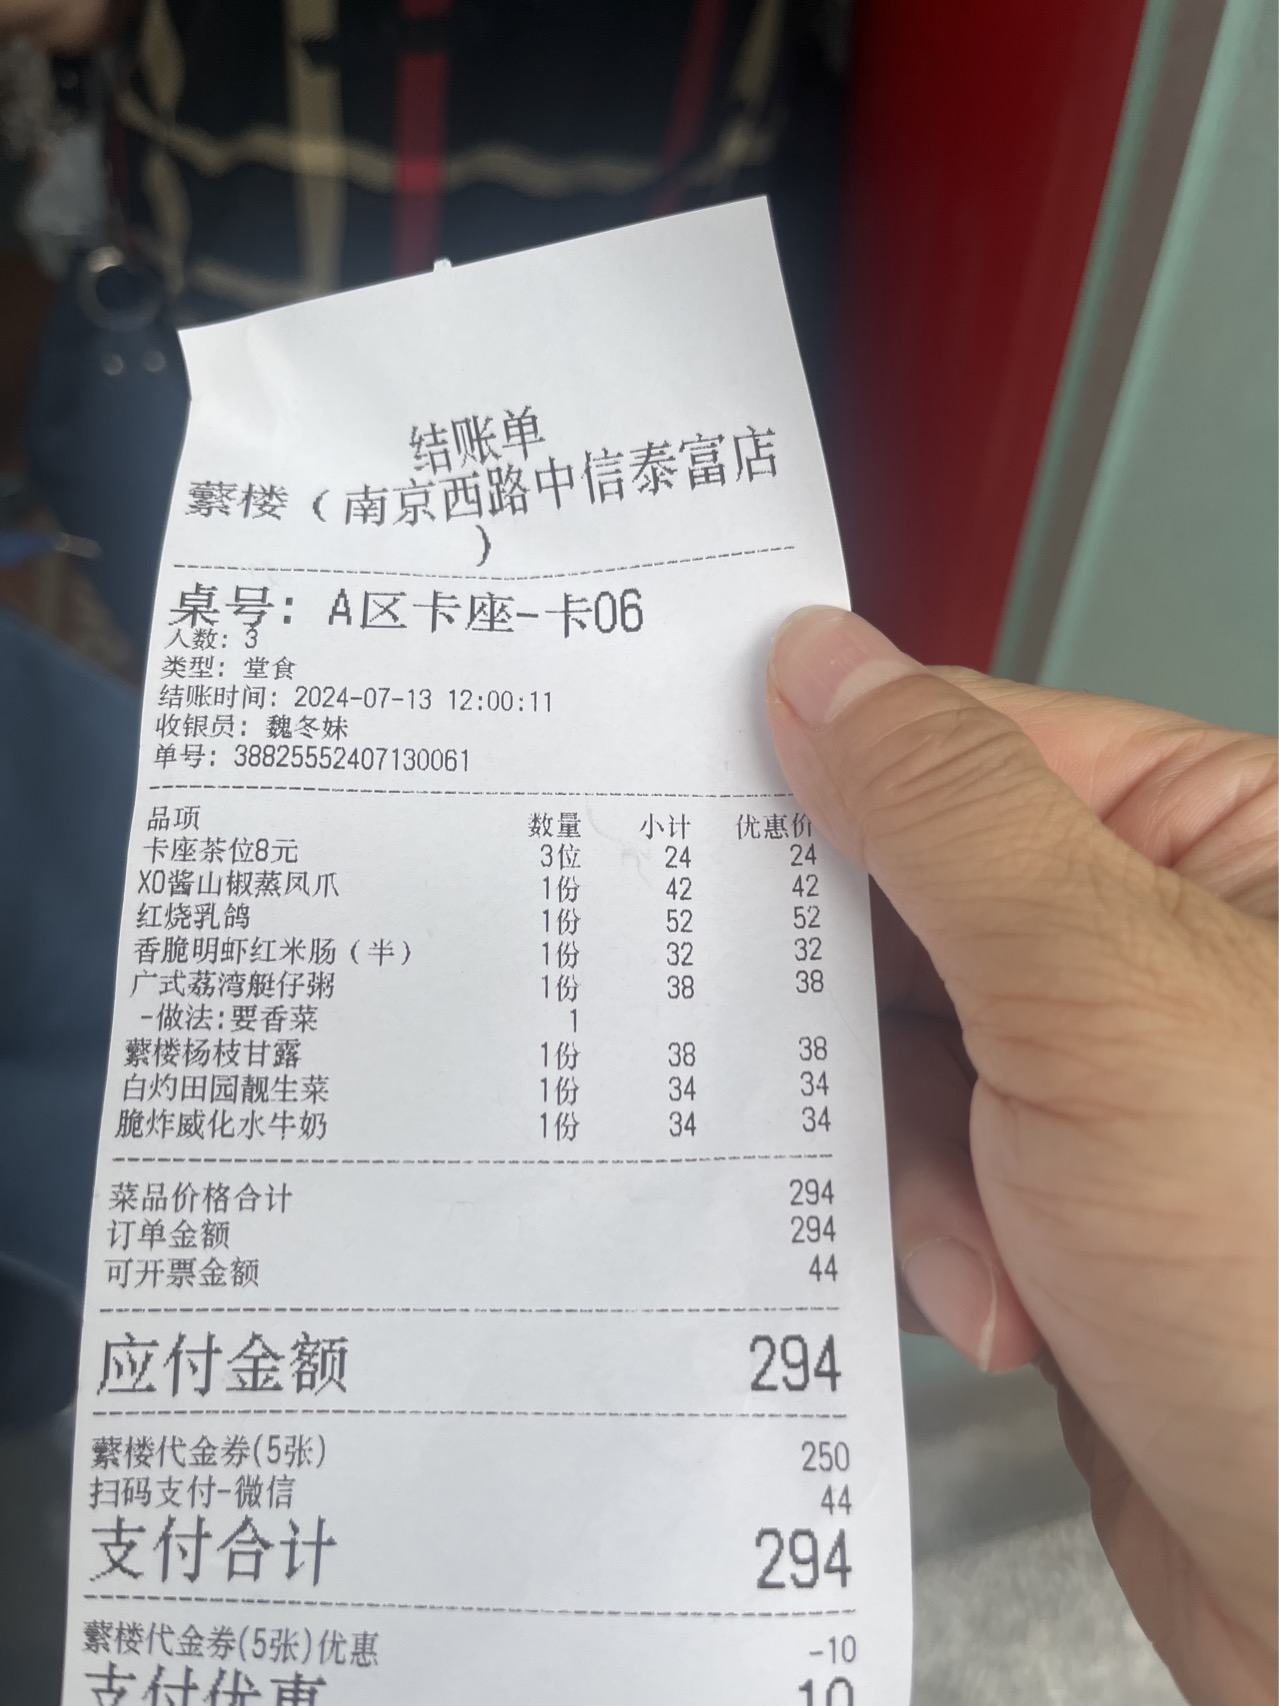 结账单
蘩楼（南京西路中信泰富店
）
桌号：A区卡座-卡06
人数：3
类型：堂食
结账时间：2024-07-13 12:00:11
收银员：魏冬妹
单号：38825552407130061
品项 数量 小计 优惠价
卡座茶位8元 3位 24 24
XO酱山椒蒸凤爪 1份 42 42
红烧乳鸽 1份 52 52
香脆明虾红米肠（半） 1份 32 32
广式荔湾艇仔粥 1份 38 38
-做法:要香菜 1
蘩楼杨枝甘露 1份 38 38
白灼田园靓生菜 1份 34 34
脆炸威化水牛奶 1份 34 34
菜品价格合计 294
订单金额 294
可开票金额 44
应付金额 294
蘩楼代金券(5张) 250
扫码支付-微信 44
支付合计 294
蘩楼代金券(5张)优惠 -10
支付优惠 10